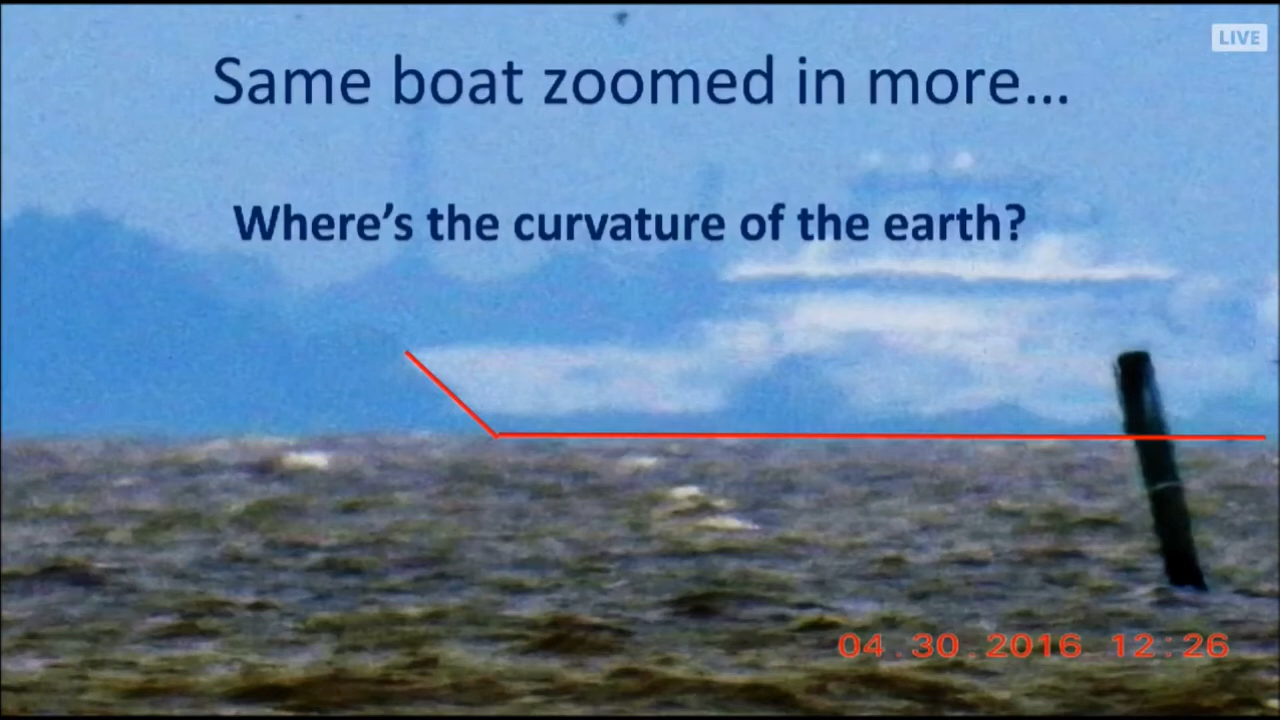 LIVE
Same boat zoomed in more...
Where's the curvature of the earth?
04.30.2016 12:26